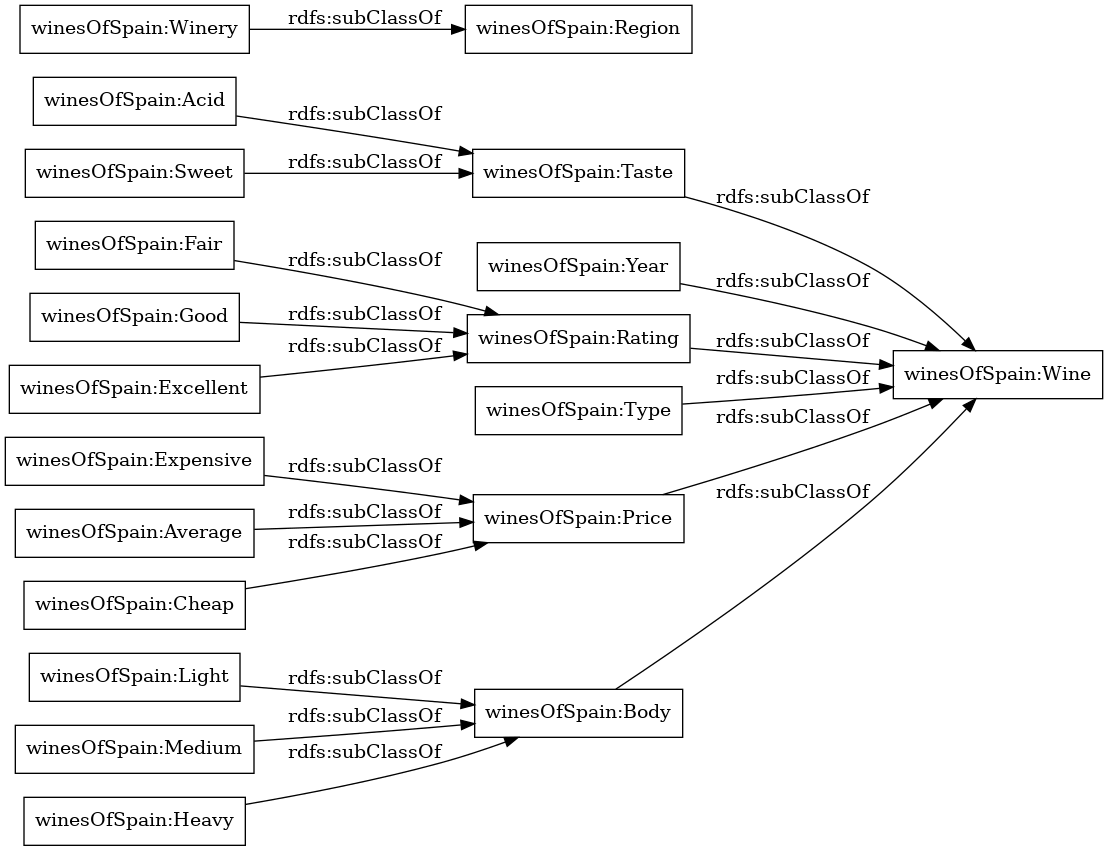 winesOfSpain:Winery
rdfs:subClassOf
winesOfSpain:Region
winesOfSpain:Acid
rdfs:subClassOf
winesOfSpain:Sweet
rdfs:subClassOf
winesOfSpain:Taste
rdfs:subClassOf
winesOfSpain:Fair
rdfs:subClassOf
winesOfSpain:Year
rdfs:subClassOf
winesOfSpain:Good
rdfs:subClassOf
winesOfSpain:Rating
rdfs:subClassOf
rdfs:subClassOf
winesOfSpain:Excellent
winesOfSpain:Wine
rdfs:subClassOf
winesOfSpain:Type
rdfs:subClassOf
winesOfSpain:Expensive
rdfs:subClassOf
rdfs:subClassOf
winesOfSpain:Average
rdfs:subClassOf
winesOfSpain:Price
rdfs:subClassOf
winesOfSpain:Cheap
winesOfSpain:Light
rdfs:subClassOf
rdfs:subClassOf
winesOfSpain:Body
winesOfSpain:Medium
rdfs:subClassOf
winesOfSpain:Heavy